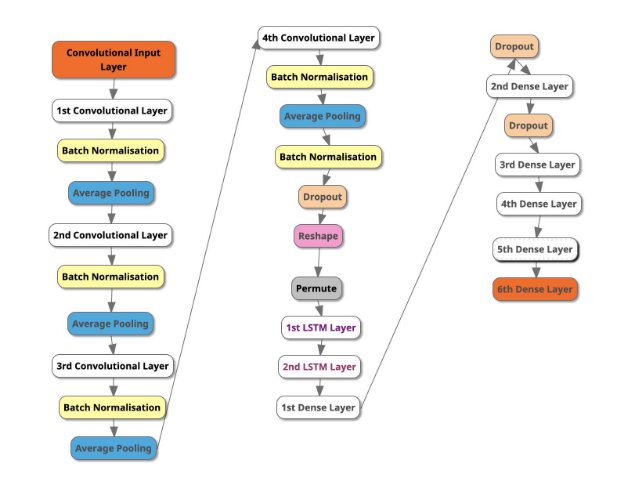 Convolutional Input
Layer
1st Convolutional Layer
Batch Normalisation
Average Pooling
2nd Convolutional Layer
Batch Normalisation
Average Pooling
3rd Convolutional Layer
Batch Normalisation
Average Pooling
4th Convolutional Layer
Batch Normalisation
Average Pooling
Batch Normalisation
Dropout
Reshape
Permute
1st LSTM Layer
2nd LSTM Layer
1st Dense Layer
Dropout
2nd Dense Layer
Dropout
3rd Dense Layer
4th Dense Layer
5th Dense Layer
6th Dense Layer